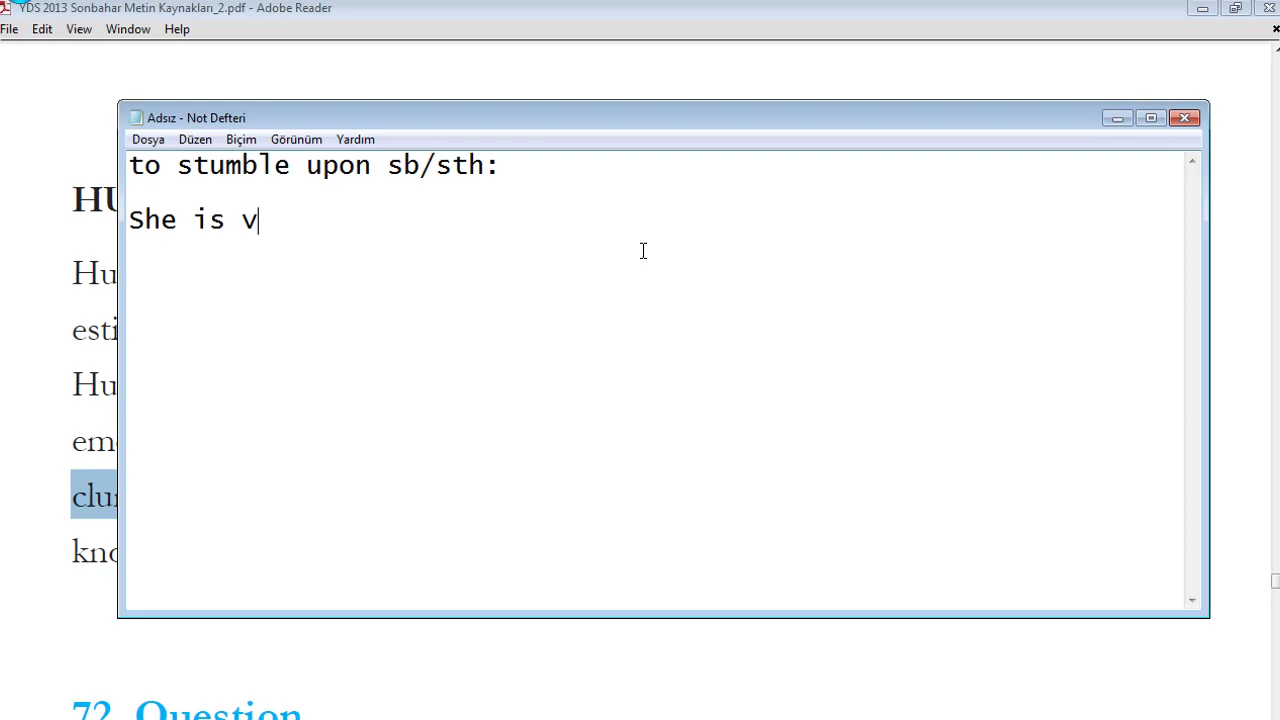 YDS 2013 Sonbahar Metin Kaynakları_2.pdf - Adobe Reader
File Edit View Window Help
Adsız - Not Defteri
Dosya Düzen Biçim Görünüm Yardım
to stumble upon sb/sth:
She is v
72. Question